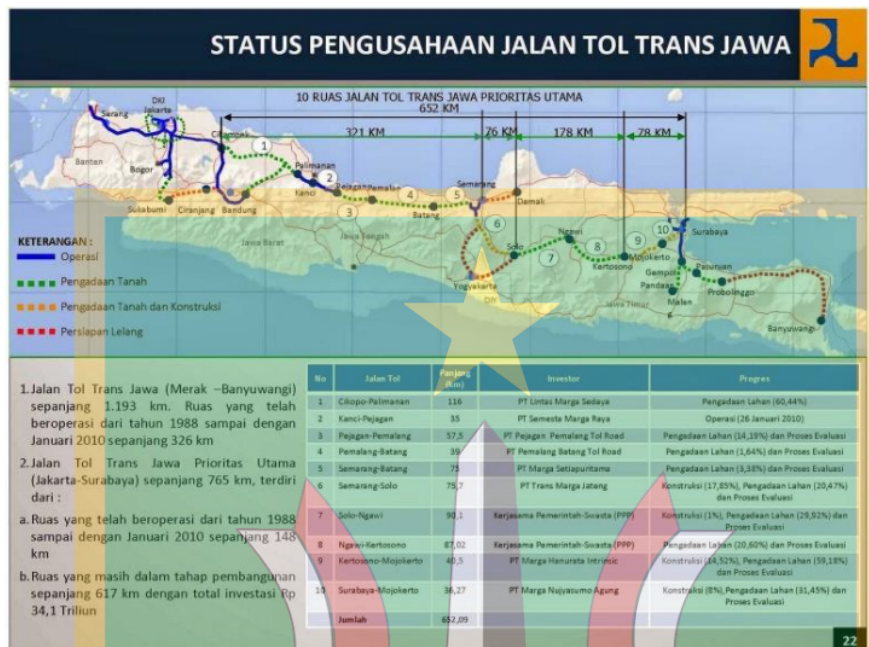 STATUS PENGUSAHAAN JALAN TOL TRANS JAWA
10 RUAS JALAN TOL TRANS JAWA PRIORITAS UTAMA
652 KM
321 KM 76 KM 178 KM 78 KM
DKI
Jakarta
Serang
Cikampek
1
Banten
Bogor
Palimanan
2
Kanci
Pejagan
Pemalang
Semarang
Sukabumi
Ciranjang
Bandung
3
4
5
Batang
Demak
6
Ngawi
10
Surabaya
Jawa Barat
Jawa Tengah
Solo
7
8
9
Mojokerto
Kertosono
Gempol
Pasuruan
Yogyakarta
DIY
Pandaan
Probolinggo
Jawa Timur
Malan
g
Banyuwangi
KETERANGAN :
Operasi
Pengadaan Tanah
Pengadaan Tanah dan Konstruksi
Persiapan Lelang
1.Jalan Tol Trans Jawa (Merak –Banyuwangi)
sepanjang 1.193 km. Ruas yang telah
beroperasi dari tahun 1988 sampai dengan
Januari 2010 sepanjang 326 km
2.Jalan Tol Trans Jawa Prioritas Utama
(Jakarta-Surabaya) sepanjang 765 km, terdiri
dari :
a. Ruas yang telah beroperasi dari tahun 1988
sampai dengan Januari 2010 sepanjang 148
km
b. Ruas yang masih dalam tahap pembangunan
sepanjang 617 km dengan total investasi Rp
34,1 Triliun
No Jalan Tol Panjang (km) Investor Progres
1 Cikopo-Palimanan 116 PT Lintas Marga Sedaya Pengadaan Lahan (60,44%)
2 Kanci-Pejagan 35 PT Semesta Marga Raya Operasi (26 Januari 2010)
3 Pejagan-Pemalang 57,5 PT Pejagan Pemalang Tol Road Pengadaan Lahan (14,19%) dan Proses Evaluasi
4 Pemalang-Batang 39 PT Pemalang Batang Tol Road Pengadaan Lahan (1,64%) dan Proses Evaluasi
5 Semarang-Batang 75 PT Marga Setiapuritama Pengadaan Lahan (3,38%) dan Proses Evaluasi
6 Semarang-Solo 75,7 PT Trans Marga Jateng Konstruksi (17,85%), Pengadaan Lahan (20,47%)
dan Proses Evaluasi
7 Solo-Ngawi 90,1 Kerjasama Pemerintah-Swasta (PPP) Konstruksi (1%), Pengadaan Lahan (29,92%) dan
Proses Evaluasi
8 Ngawi-Kertosono 87,02 Kerjasama Pemerintah-Swasta (PPP) Pengadaan Lahan (20,60%) dan Proses Evaluasi
9 Kertosono-Mojokerto 40,5 PT Marga Hanurata Intrinsic Konstruksi (14,52%), Pengadaan Lahan (59,18%)
dan Proses Evaluasi
10 Surabaya-Mojokerto 36,27 PT Marga Nujyasumo Agung Konstruksi (8%), Pengadaan Lahan (31,45%) dan
Proses Evaluasi
Jumlah 652,09
22